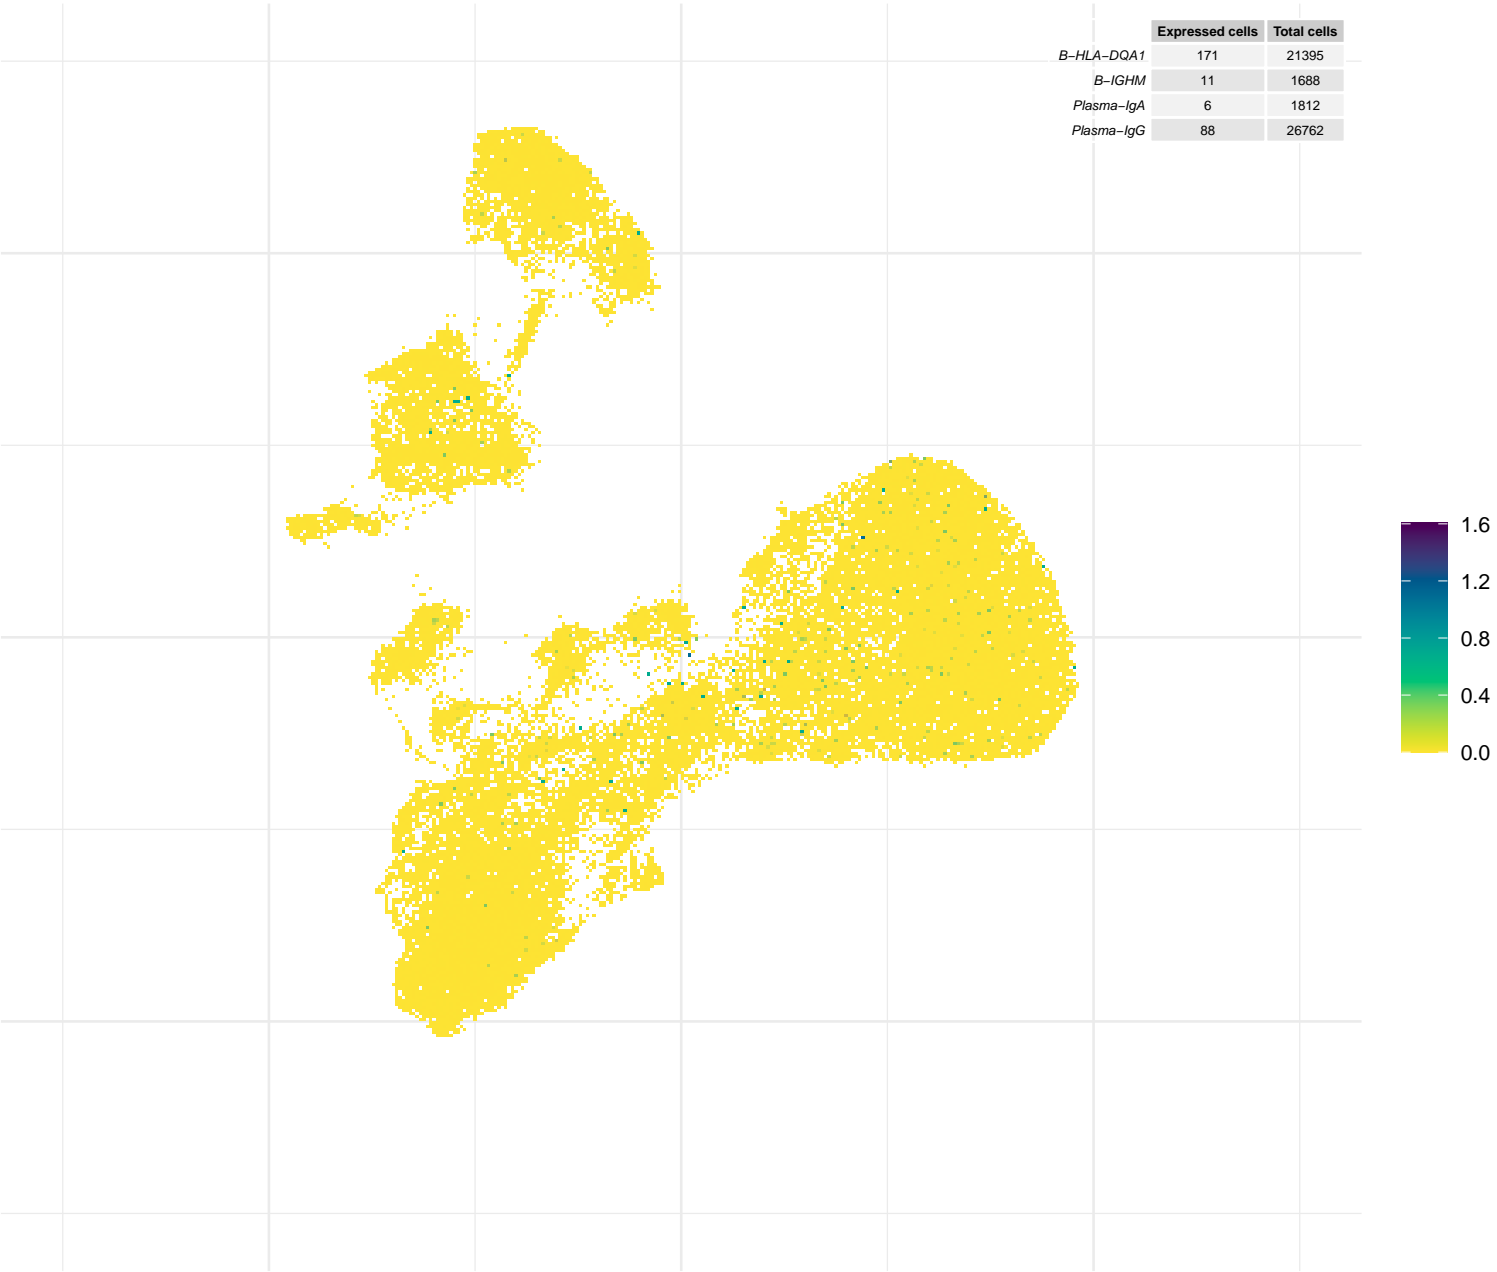 Expressed cells Total cells
B−HLA−DQA1 171 21395
B−IGHM 11 1688
Plasma−IgA 6 1812
Plasma−IgG 88 26762
1.6
1.2
0.8
0.4
0.0